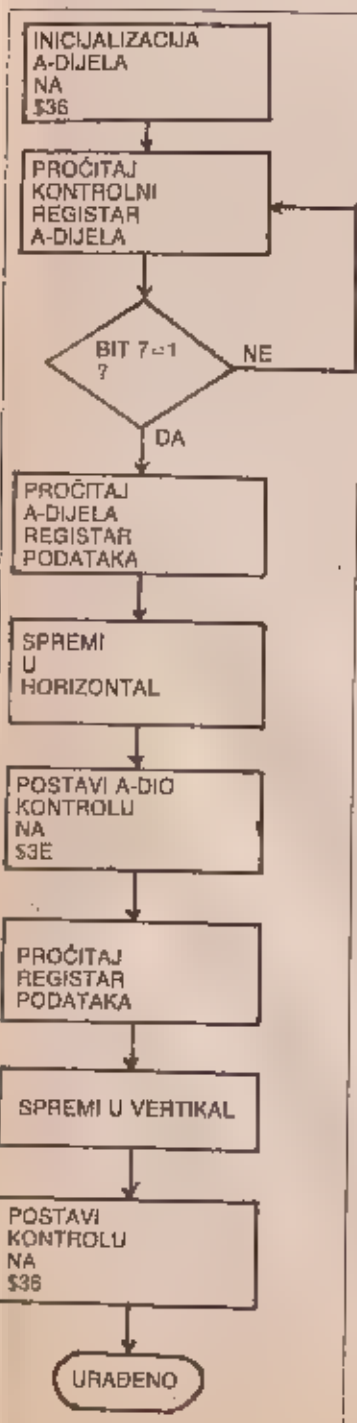 INICIJALIZACIJA
A-DIJELA
NA
$36
PROČITAJ
KONTROLNI
REGISTAR
A-DIJELA
BIT 7=1
?
NE
DA
PROČITAJ
A-DIJELA
REGISTAR
PODATAKA
SPREMI
U
HORIZONTAL
POSTAVI A-DIO
KONTROLU
NA
$3E
PROČITAJ
REGISTAR
PODATAKA
SPREMI U VERTIKAL
POSTAVI
KONTROLU
NA
$36
URAĐENO